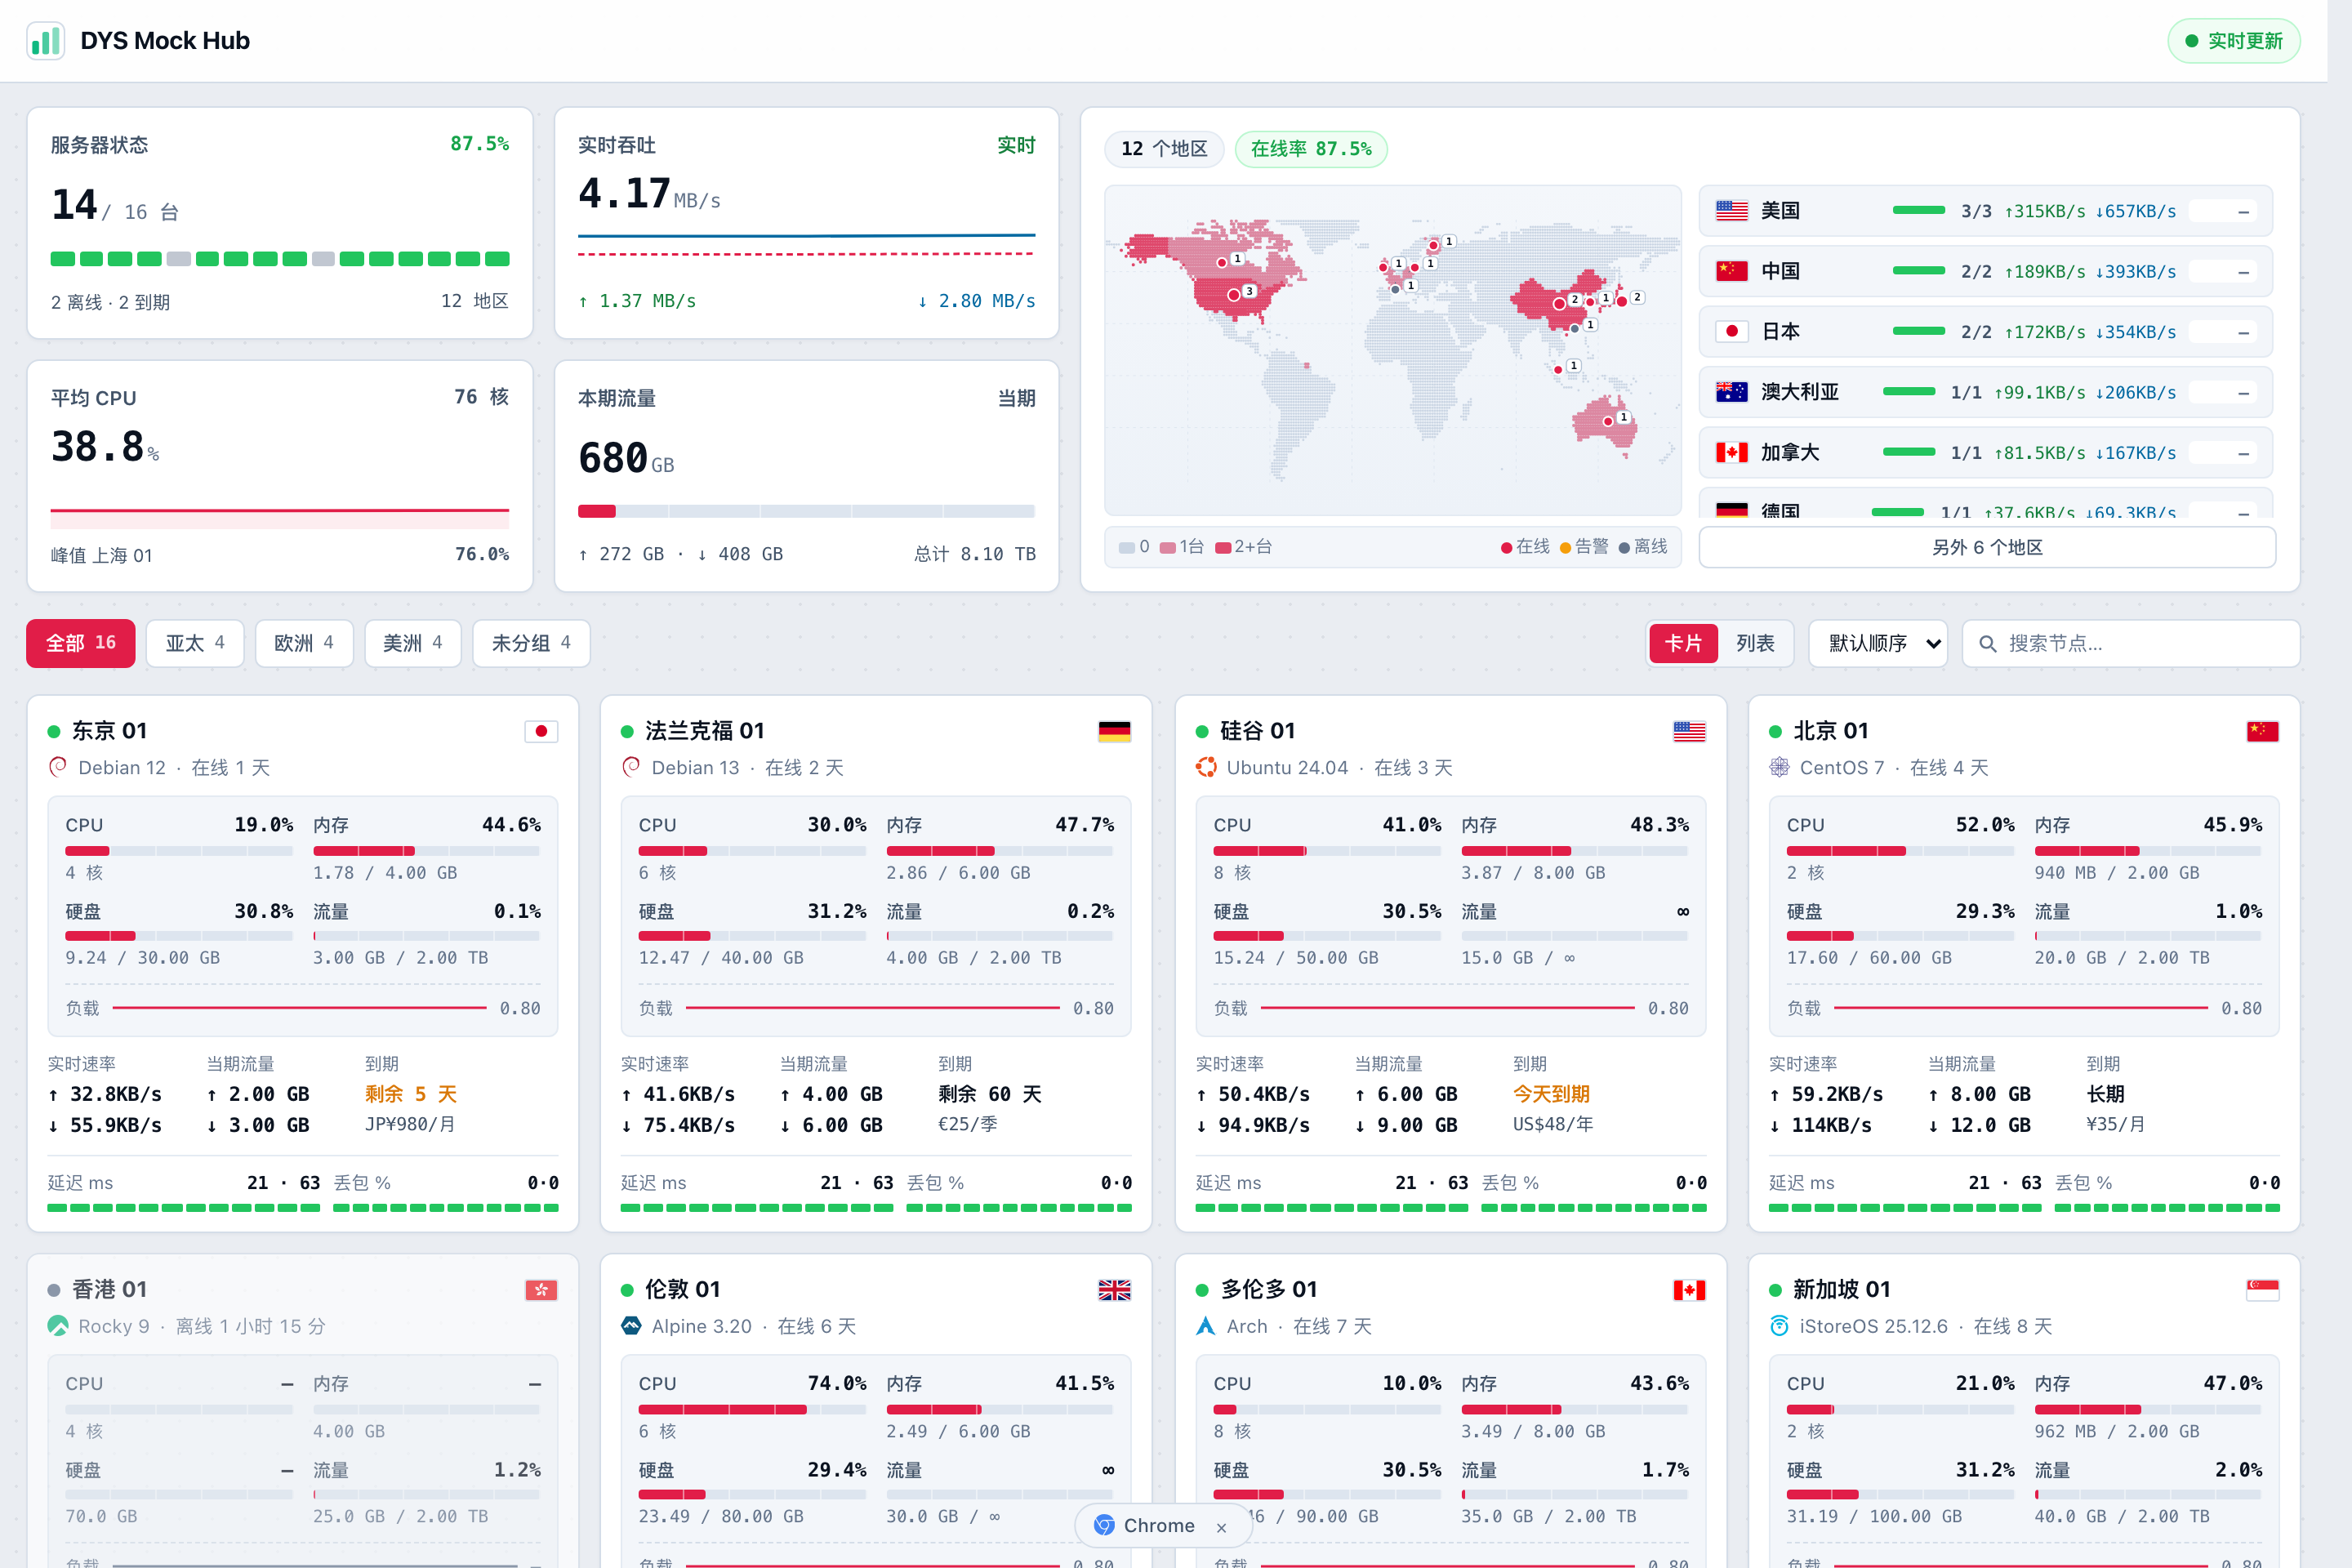 DYS Mock Hub
实时更新
服务器状态 87.5%
14 / 16 台
2 离线 · 2 到期 12 地区
实时吞吐 实时
4.17 MB/s
↑ 1.37 MB/s ↓ 2.80 MB/s
平均 CPU 76 核
38.8%
峰值 上海 01 76.0%
本期流量 当期
680 GB
↑ 272 GB · ↓ 408 GB 总计 8.10 TB
12 个地区 在线率 87.5%
1
1
1
1
1
3
2
1
2
1
1
1
0 1台 2+台 在线 告警 离线
美国 3/3 ↑315KB/s ↓657KB/s –
中国 2/2 ↑189KB/s ↓393KB/s –
日本 2/2 ↑172KB/s ↓354KB/s –
澳大利亚 1/1 ↑99.1KB/s ↓206KB/s –
加拿大 1/1 ↑81.5KB/s ↓167KB/s –
德国 1/1 ↑37.6KB/s ↓69.3KB/s –
另外 6 个地区
全部 16 亚太 4 欧洲 4 美洲 4 未分组 4
卡片 列表 默认顺序 搜索节点...
东京 01
Debian 12 · 在线 1 天
CPU 19.0% 内存 44.6%
4 核 1.78 / 4.00 GB
硬盘 30.8% 流量 0.1%
9.24 / 30.00 GB 3.00 GB / 2.00 TB
负载 0.80
实时速率 当期流量 到期
↑ 32.8KB/s ↑ 2.00 GB 剩余 5 天
↓ 55.9KB/s ↓ 3.00 GB JP¥980/月
延迟 ms 21 · 63 丢包 % 0·0
法兰克福 01
Debian 13 · 在线 2 天
CPU 30.0% 内存 47.7%
6 核 2.86 / 6.00 GB
硬盘 31.2% 流量 0.2%
12.47 / 40.00 GB 4.00 GB / 2.00 TB
负载 0.80
实时速率 当期流量 到期
↑ 41.6KB/s ↑ 4.00 GB 剩余 60 天
↓ 75.4KB/s ↓ 6.00 GB €25/季
延迟 ms 21 · 63 丢包 % 0·0
硅谷 01
Ubuntu 24.04 · 在线 3 天
CPU 41.0% 内存 48.3%
8 核 3.87 / 8.00 GB
硬盘 30.5% 流量 ∞
15.24 / 50.00 GB 15.0 GB / ∞
负载 0.80
实时速率 当期流量 到期
↑ 50.4KB/s ↑ 6.00 GB 今天到期
↓ 94.9KB/s ↓ 9.00 GB US$48/年
延迟 ms 21 · 63 丢包 % 0·0
北京 01
CentOS 7 · 在线 4 天
CPU 52.0% 内存 45.9%
2 核 940 MB / 2.00 GB
硬盘 29.3% 流量 1.0%
17.60 / 60.00 GB 20.0 GB / 2.00 TB
负载 0.80
实时速率 当期流量 到期
↑ 59.2KB/s ↑ 8.00 GB 长期
↓ 114KB/s ↓ 12.0 GB ¥35/月
延迟 ms 21 · 63 丢包 % 0·0
香港 01
Rocky 9 · 离线 1 小时 15 分
CPU – 内存 –
4 核 4.00 GB
硬盘 – 流量 1.2%
70.0 GB 25.0 GB / 2.00 TB
负载 –
伦敦 01
Alpine 3.20 · 在线 6 天
CPU 74.0% 内存 41.5%
6 核 2.49 / 6.00 GB
硬盘 29.4% 流量 ∞
23.49 / 80.00 GB 30.0 GB / ∞
负载 0.80
多伦多 01
Arch · 在线 7 天
CPU 10.0% 内存 43.6%
8 核 3.49 / 8.00 GB
硬盘 30.5% 流量 1.7%
/ 90.00 GB 35.0 GB / 2.00 TB
负载 0.80
新加坡 01
iStoreOS 25.12.6 · 在线 8 天
CPU 21.0% 内存 47.0%
2 核 962 MB / 2.00 GB
硬盘 31.2% 流量 2.0%
31.19 / 100.00 GB 40.0 GB / 2.00 TB
负载 0.80
Chrome ×